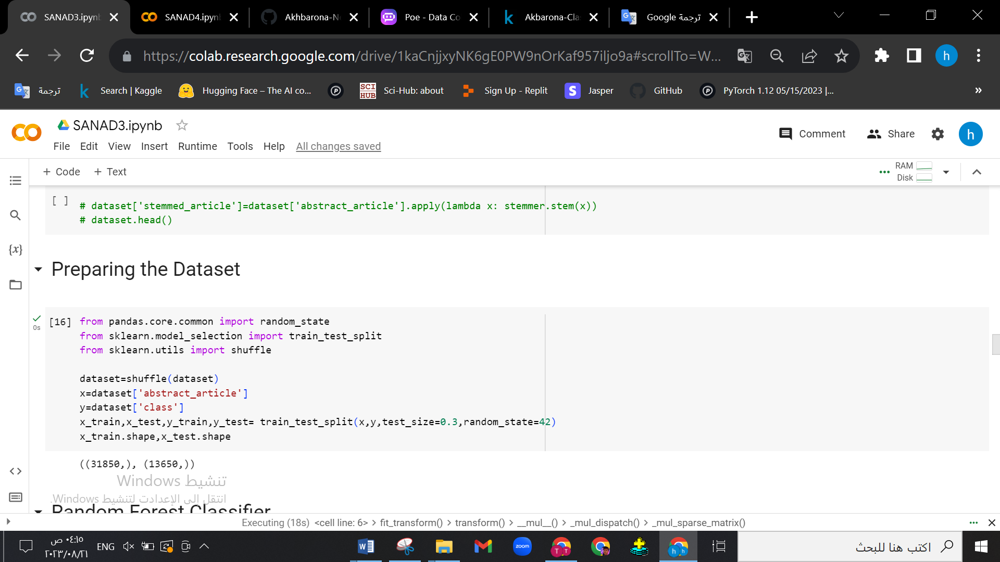 SANAD3.ipynb
SANAD4.ipynb
Akhbarona-Ne
Poe - Data Co
Akbarona-Cla
Google ترجمة
https://colab.research.google.com/drive/1kaCnjjxyNK6gE0PW9nOrKaf957iljo9a#scrollTo=W...
h
ترجمة
Search | Kaggle
Hugging Face – The AI co...
SCI HUB
Sci-Hub: about
Sign Up - Replit
S
Jasper
GitHub
PyTorch 1.12 05/15/2023 |...
»
SANAD3.ipynb
Comment
Share
h
File Edit View Insert Runtime Tools Help All changes saved
+ Code + Text
RAM
Disk
[ ]
# dataset['stemmed_article']=dataset['abstract_article'].apply(lambda x: stemmer.stem(x))
# dataset.head()
{x}
Preparing the Dataset
0s
[16] from pandas.core.common import random_state
from sklearn.model_selection import train_test_split
from sklearn.utils import shuffle
dataset=shuffle(dataset)
x=dataset['abstract_article']
y=dataset['class']
x_train,x_test,y_train,y_test= train_test_split(x,y,test_size=0.3,random_state=42)
x_train.shape,x_test.shape
((31850,), (13650,))
تنشيط Windows
انتقل إلى الإعدادت لتنشيط Windows.
Random Forest Classifier
Executing (18s) <cell line: 6> > fit_transform() > transform() > __mul__() > _mul_dispatch() > _mul_sparse_matrix()
٠٤:١٥ ص
٢٠٢٣/٠٨/٢١
ENG
zoom
اكتب هنا للبحث